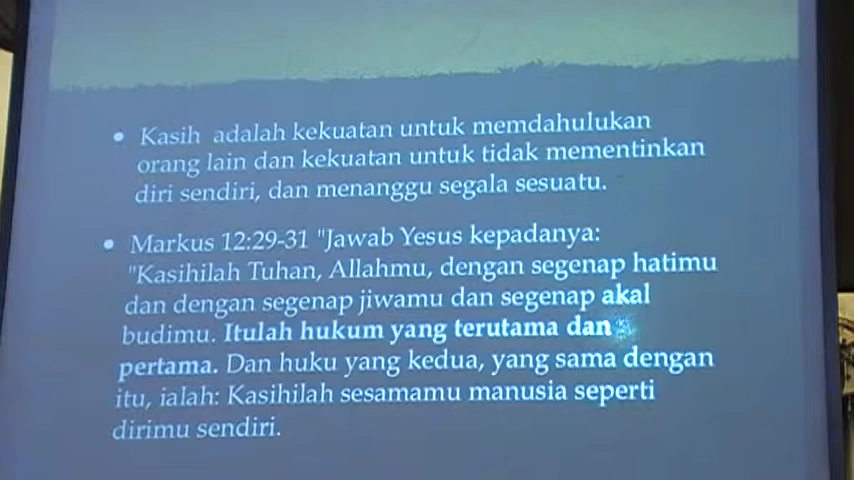 • Kasih adalah kekuatan untuk memdahulukan
orang lain dan kekuatan untuk tidak mementinkan
diri sendiri, dan menanggu segala sesuatu.
• Markus 12:29-31 "Jawab Yesus kepadanya:
"Kasihilah Tuhan, Allahmu, dengan segenap hatimu
dan dengan segenap jiwamu dan segenap akal
budimu. Itulah hukum yang terutama dan
pertama. Dan huku yang kedua, yang sama dengan
itu, ialah: Kasihilah sesamamu manusia seperti
dirimu sendiri.